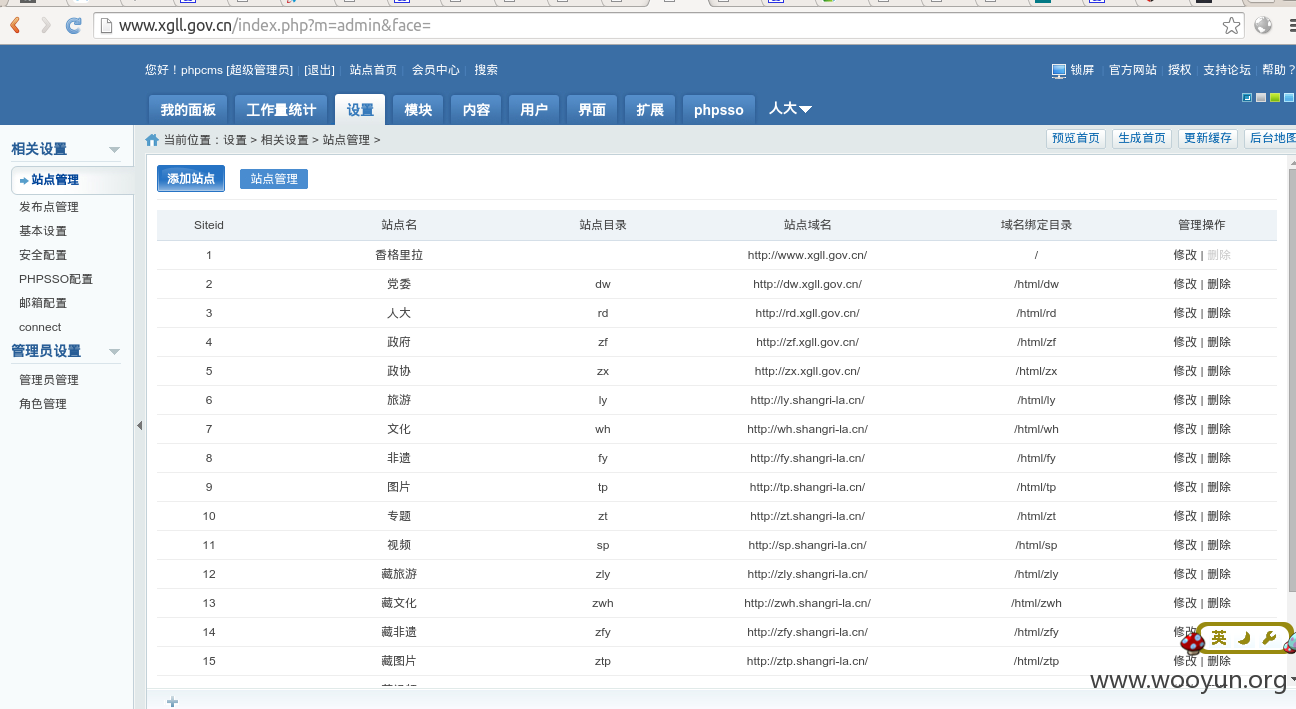 www.xgll.gov.cn/index.php?m=admin&face=
您好！phpcms [超级管理员] [退出] 站点首页 会员中心 搜索 锁屏 官方网站 授权 支持论坛 帮助？
我的面板 工作量统计 设置 模块 内容 用户 界面 扩展 phpsso 人大
相关设置
站点管理
发布点管理
基本设置
安全配置
PHPSSO配置
邮箱配置
connect
管理员设置
管理员管理
角色管理
当前位置：设置 > 相关设置 > 站点管理 > 预览首页 生成首页 更新缓存 后台地图
添加站点 站点管理
Siteid 站点名 站点目录 站点域名 域名绑定目录 管理操作
1 香格里拉 http://www.xgll.gov.cn/ / 修改 | 删除
2 党委 dw http://dw.xgll.gov.cn/ /html/dw 修改 | 删除
3 人大 rd http://rd.xgll.gov.cn/ /html/rd 修改 | 删除
4 政府 zf http://zf.xgll.gov.cn/ /html/zf 修改 | 删除
5 政协 zx http://zx.xgll.gov.cn/ /html/zx 修改 | 删除
6 旅游 ly http://ly.shangri-la.cn/ /html/ly 修改 | 删除
7 文化 wh http://wh.shangri-la.cn/ /html/wh 修改 | 删除
8 非遗 fy http://fy.shangri-la.cn/ /html/fy 修改 | 删除
9 图片 tp http://tp.shangri-la.cn/ /html/tp 修改 | 删除
10 专题 zt http://zt.shangri-la.cn/ /html/zt 修改 | 删除
11 视频 sp http://sp.shangri-la.cn/ /html/sp 修改 | 删除
12 藏旅游 zly http://zly.shangri-la.cn/ /html/zly 修改 | 删除
13 藏文化 zwh http://zwh.shangri-la.cn/ /html/zwh 修改 | 删除
14 藏非遗 zfy http://zfy.shangri-la.cn/ /html/zfy 修改
15 藏图片 ztp http://ztp.shangri-la.cn/ /html/ztp 修改 | 删除
英
www.wooyun.org